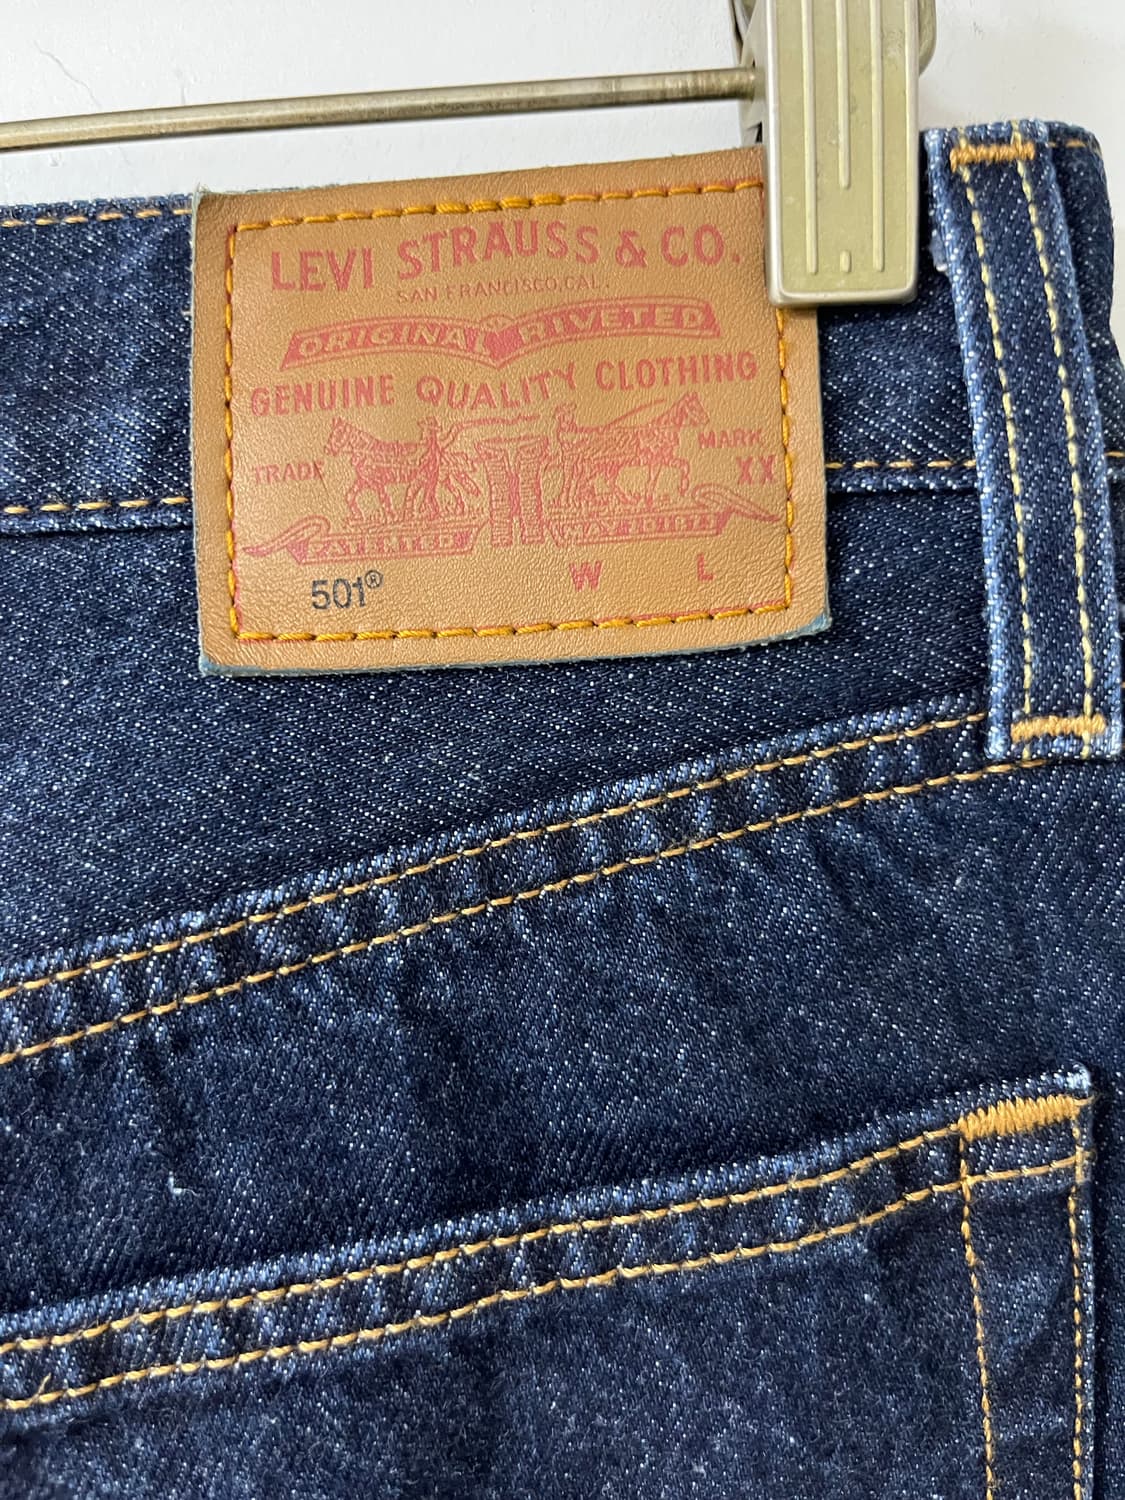 LEVI STRAUSS & CO.
SAN FRANCISCO, CAL.
ORIGINAL RIVETED
GENUINE QUALITY CLOTHING
TRADE MARK
XX
501® W L